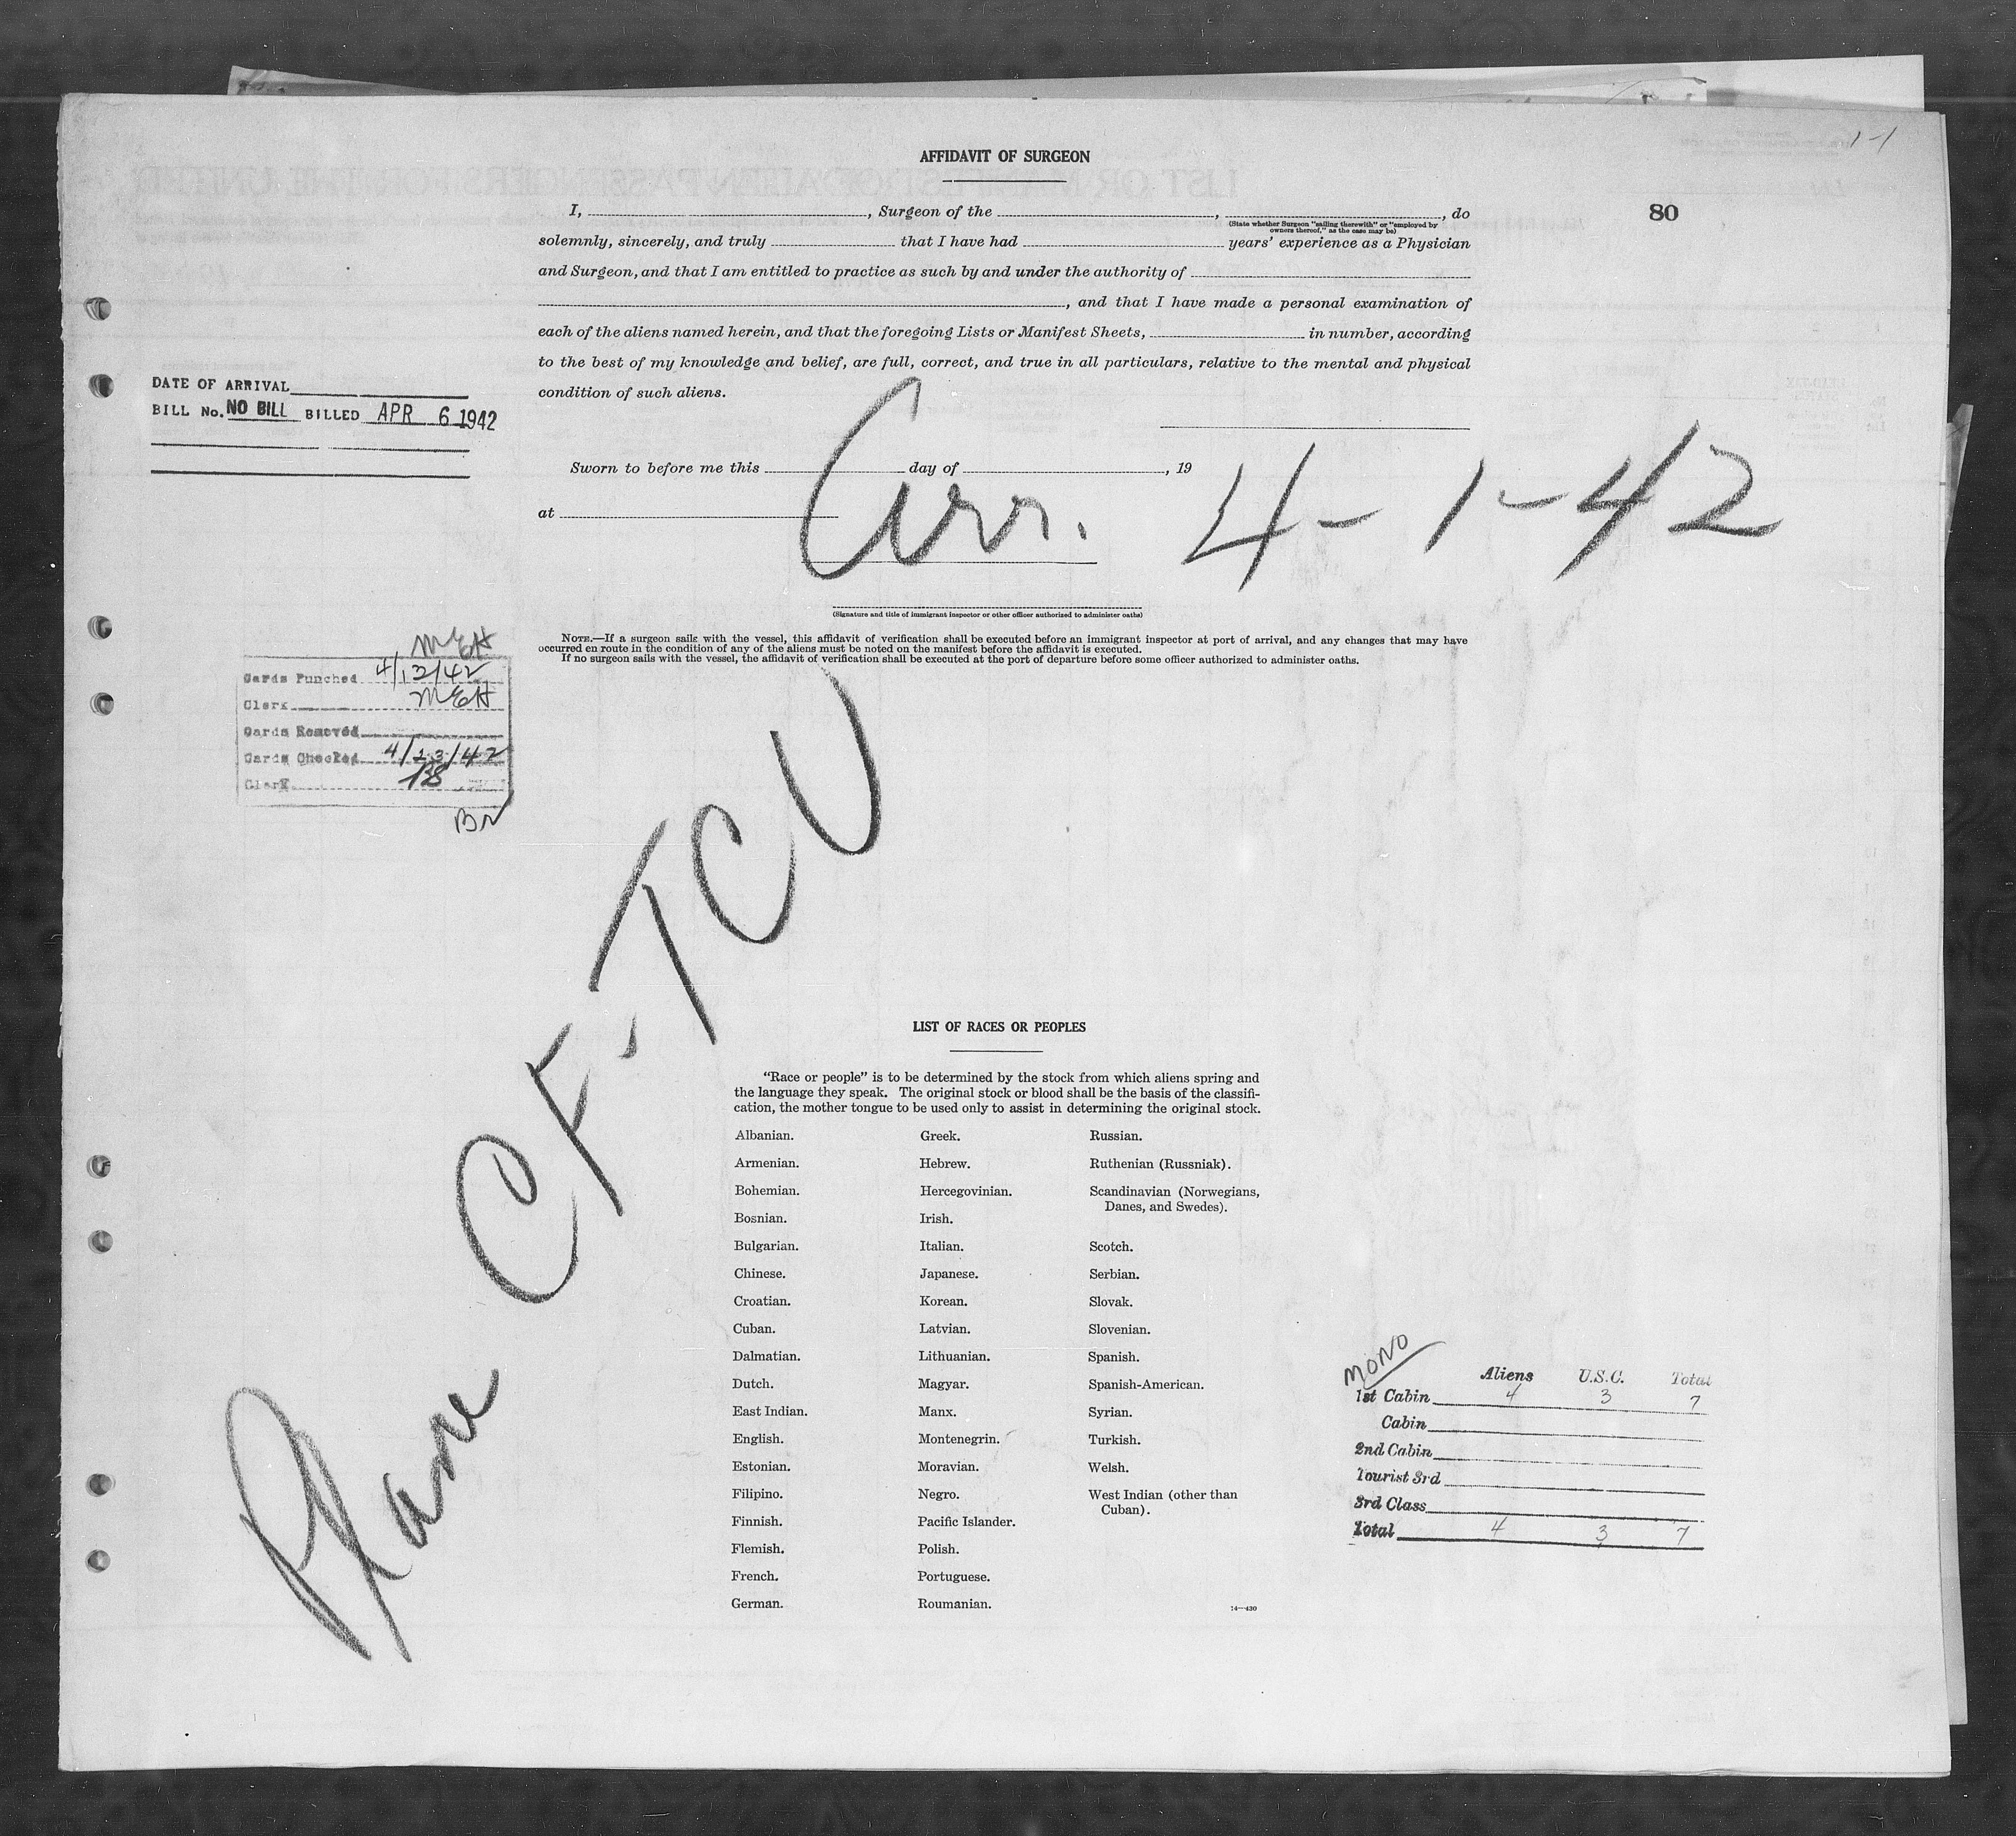 1-1
AFFIDAVIT OF SURGEON
80
I, , Surgeon of the , , do
(State whether Surgeon "sailing therewith" or "employed by
owners thereof," as the case may be)
solemnly, sincerely, and truly that I have had years' experience as a Physician
and Surgeon, and that I am entitled to practice as such by and under the authority of
, and that I have made a personal examination of
each of the aliens named herein, and that the foregoing Lists or Manifest Sheets, in number, according
to the best of my knowledge and belief, are full, correct, and true in all particulars, relative to the mental and physical
condition of such aliens.
DATE OF ARRIVAL
BILL No. NO BILL BILLED APR 6 1942
Sworn to before me this day of , 19
at
Arr. 4-1-42
(Signature and title of immigrant inspector or other officer authorized to administer oaths)
NOTE.—If a surgeon sails with the vessel, this affidavit of verification shall be executed before an immigrant inspector at port of arrival, and any changes that may have
occurred en route in the condition of any of the aliens must be noted on the manifest before the affidavit is executed.
If no surgeon sails with the vessel, the affidavit of verification shall be executed at the port of departure before some officer authorized to administer oaths.
MEH
Cards Punched 4/13/42
Clerk MEH
Cards Removed
Cards Checked 4/23/42
Clerk
Plane CF-TCU
LIST OF RACES OR PEOPLES
"Race or people" is to be determined by the stock from which aliens spring and
the language they speak. The original stock or blood shall be the basis of the classifi-
cation, the mother tongue to be used only to assist in determining the original stock.
Albanian. Greek. Russian.
Armenian. Hebrew. Ruthenian (Russniak).
Bohemian. Hercegovinian. Scandinavian (Norwegians,
Danes, and Swedes).
Bosnian. Irish.
Bulgarian. Italian. Scotch.
Chinese. Japanese. Serbian.
Croatian. Korean. Slovak.
Cuban. Latvian. Slovenian.
Dalmatian. Lithuanian. Spanish.
Dutch. Magyar. Spanish-American.
East Indian. Manx. Syrian.
English. Montenegrin. Turkish.
Estonian. Moravian. Welsh.
Filipino. Negro. West Indian (other than
Cuban).
Finnish. Pacific Islander.
Flemish. Polish.
French. Portuguese.
German. Roumanian.
14—430
MONO
Aliens U.S.C. Total
1st Cabin 4 3 7
Cabin
2nd Cabin
Tourist 3rd
3rd Class
Total 4 3 7